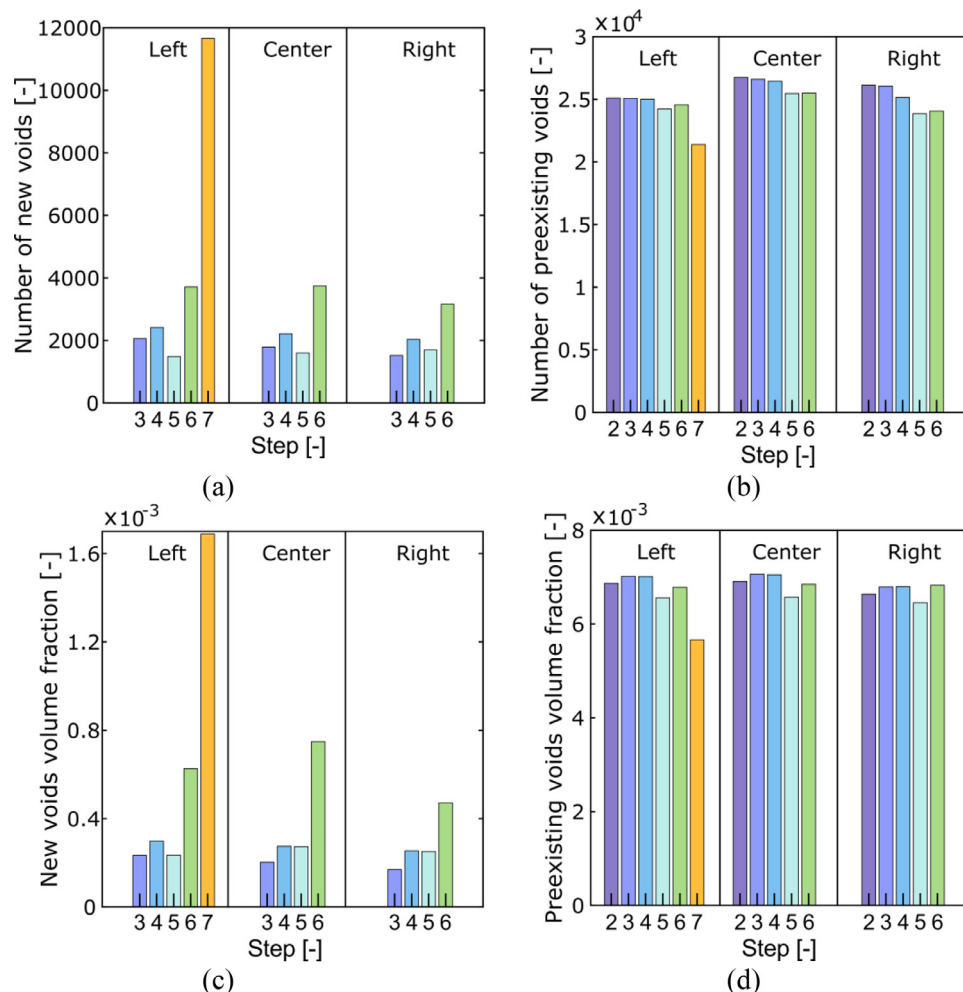 12000
10000
8000
6000
4000
2000
0
Number of new voids [-]
Left
Center
Right
3 4 5 6 7
3 4 5 6
3 4 5 6
Step [-]
(a)
×10⁴
3
2.5
2
1.5
1
0.5
0
Number of preexisting voids [-]
Left
Center
Right
2 3 4 5 6 7
2 3 4 5 6
2 3 4 5 6
Step [-]
(b)
×10⁻³
1.6
1.2
0.8
0.4
0
New voids volume fraction [-]
Left
Center
Right
3 4 5 6 7
3 4 5 6
3 4 5 6
Step [-]
(c)
×10⁻³
8
6
4
2
0
Preexisting voids volume fraction [-]
Left
Center
Right
2 3 4 5 6 7
2 3 4 5 6
2 3 4 5 6
Step [-]
(d)